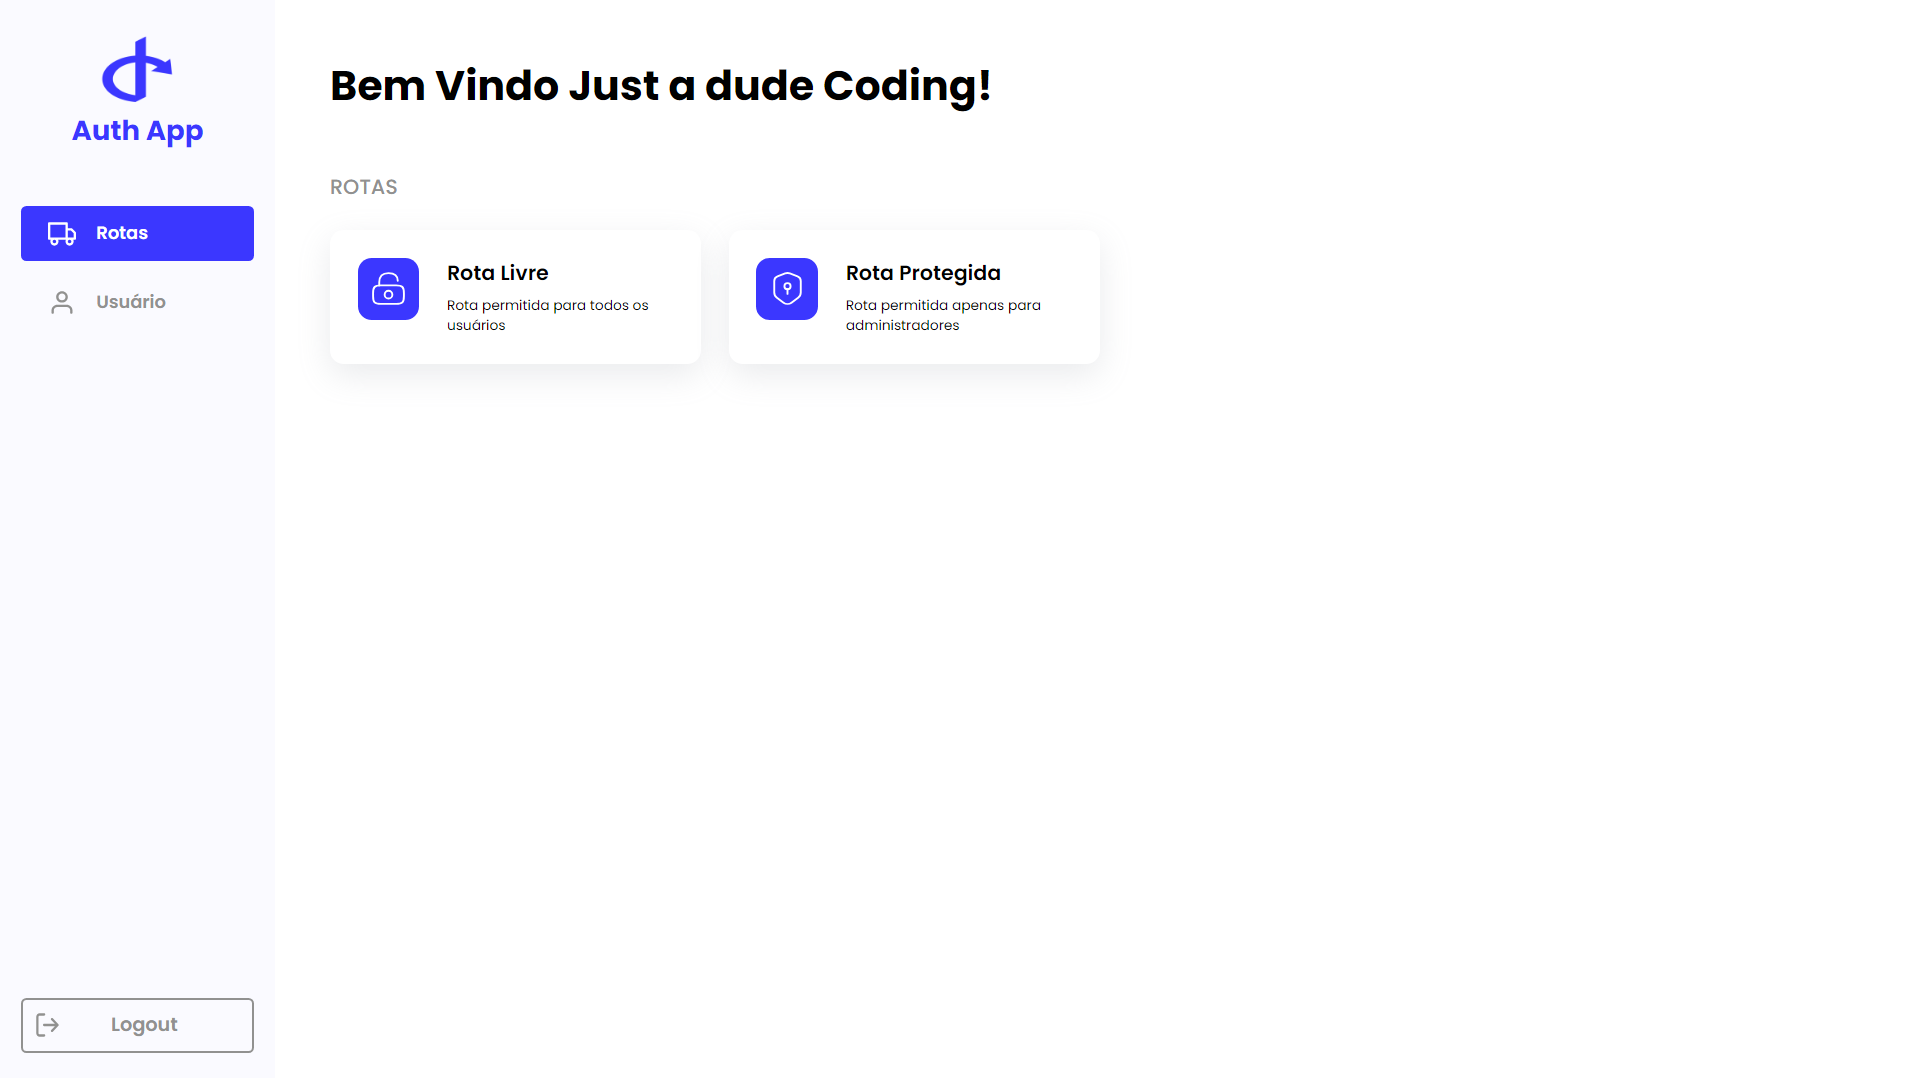 Auth App
Rotas
Usuário
Logout
Bem Vindo Just a dude Coding!
ROTAS
Rota Livre
Rota permitida para todos os
usuários
Rota Protegida
Rota permitida apenas para
administradores